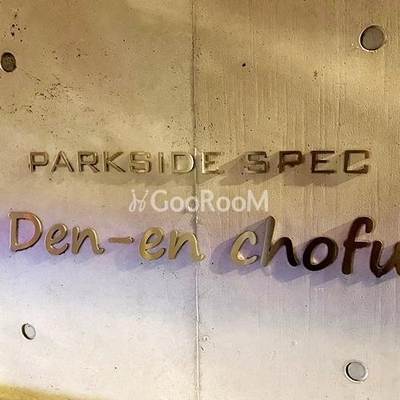 PARKSIDE SPEC
GooRooM
Den-en chofu